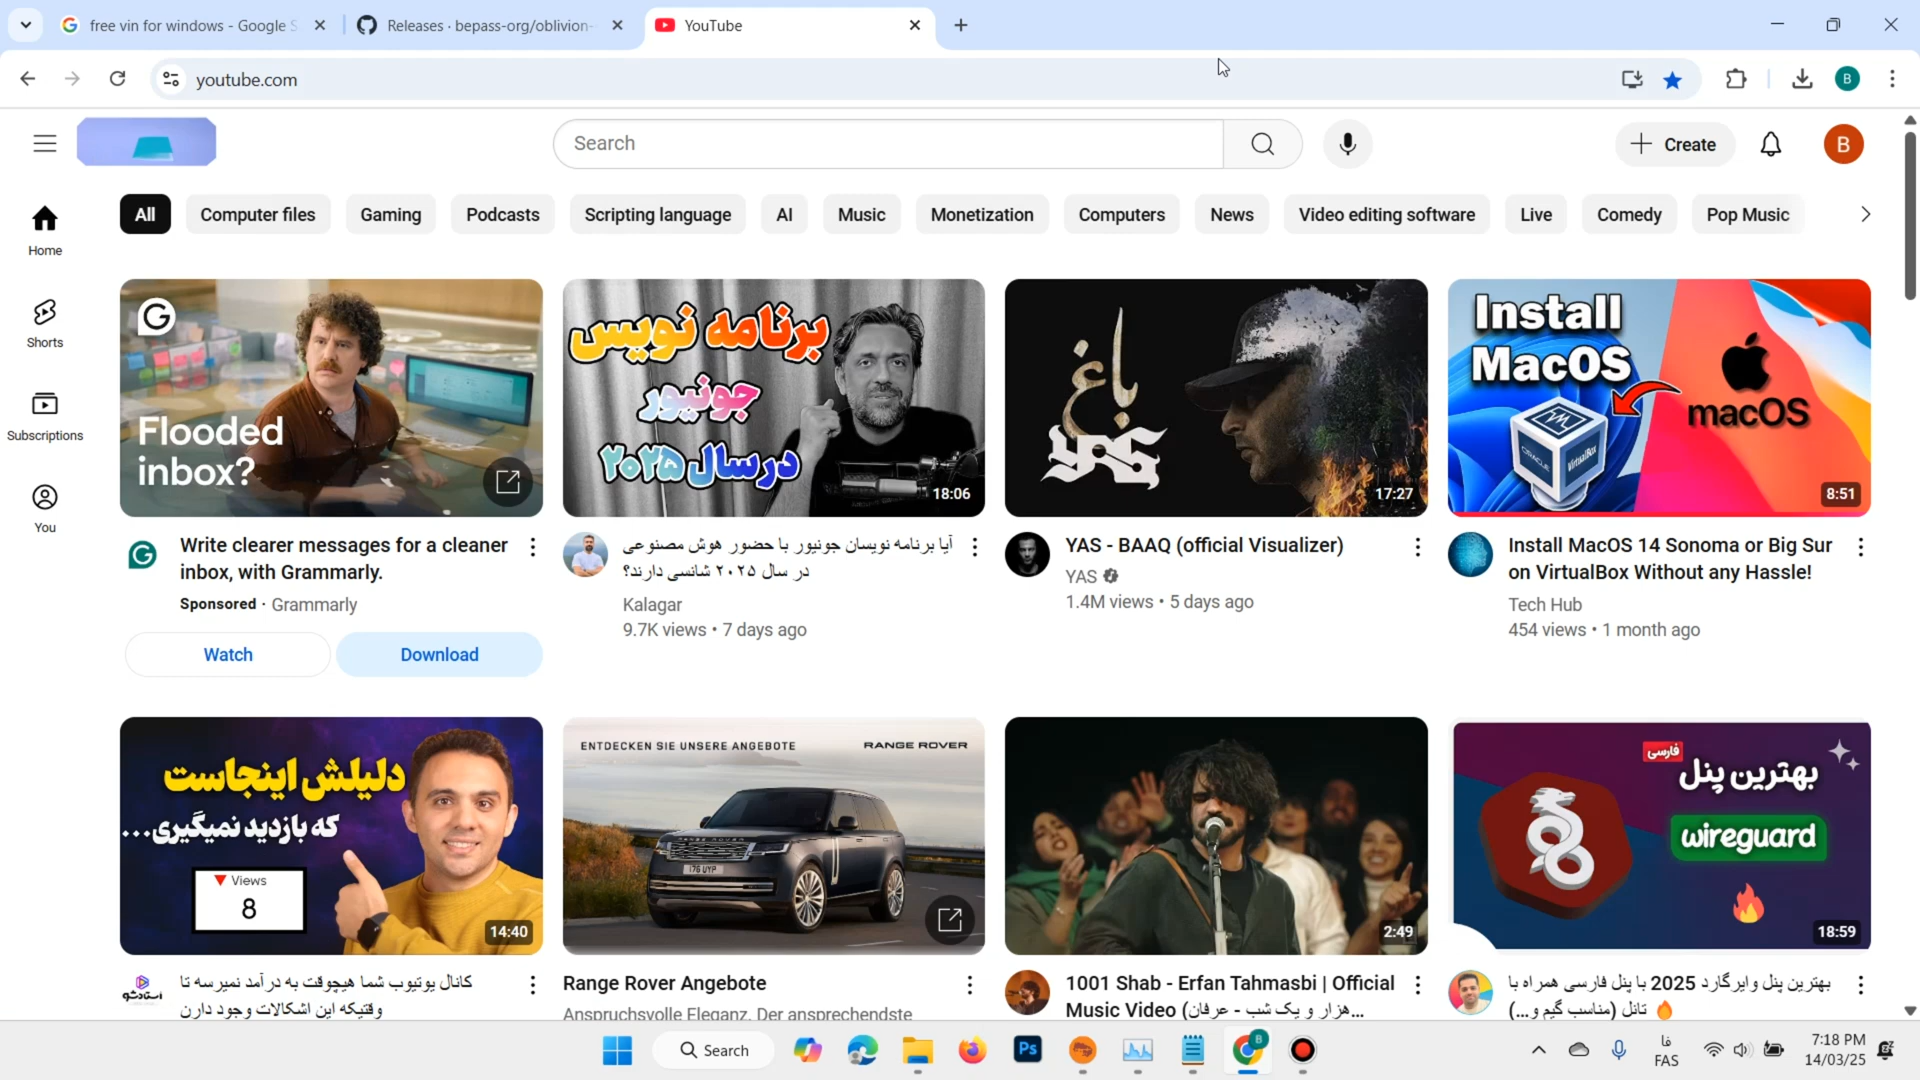 free vin for windows - Google S
Releases · bepass-org/oblivion-
YouTube
youtube.com
B
Search
Create
B
All
Computer files
Gaming
Podcasts
Scripting language
AI
Music
Monetization
Computers
News
Video editing software
Live
Comedy
Pop Music
Home
Shorts
Subscriptions
You
Flooded
inbox?
Write clearer messages for a cleaner
inbox, with Grammarly.
Sponsored · Grammarly
Watch
Download
برنامه نویس
جونیور
درسال ۲۰۲۵
18:06
آیا برنامه نویسان جونیور با حضور هوش مصنوعی
در سال ۲۰۲۵ شانسی دارند؟
Kalagar
9.7K views • 7 days ago
باغ
17:27
YAS - BAAQ (official Visualizer)
YAS
1.4M views • 5 days ago
Install
MacOS
macOS
ORACLE
VirtualBox
8:51
Install MacOS 14 Sonoma or Big Sur
on VirtualBox Without any Hassle!
Tech Hub
454 views • 1 month ago
دلیلش اینجاست
که بازدید نمیگیری...
Views
8
14:40
استادشو
کانال یوتیوب شما هیچوقت به درآمد نمیرسه تا
وقتیکه این اشکالات وجود دارن
ENTDECKEN SIE UNSERE ANGEBOTE
RANGE ROVER
176 UYP
Range Rover Angebote
Anspruchsvolle Eleganz. Der ansprechendste
2:49
1001 Shab - Erfan Tahmasbi | Official
Music Video (هزار و یک شب - عرفان...
فارسی
بهترین پنل
wireguard
18:59
بهترین پنل وایرگارد 2025 با پنل فارسی همراه با
تانل (مناسب گیم و...)
Search
Ps
B
فا
FAS
7:18 PM
14/03/25